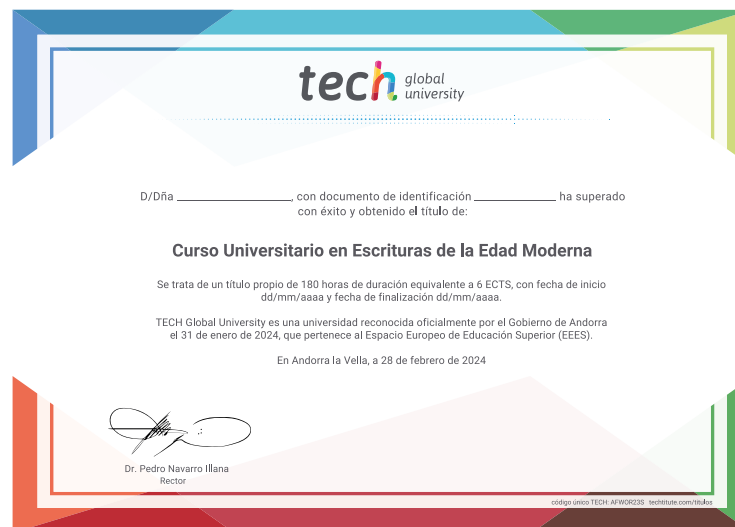 tech global university
D/Dña ____________________, con documento de identificación ______________ ha superado
con éxito y obtenido el título de:
Curso Universitario en Escrituras de la Edad Moderna
Se trata de un título propio de 180 horas de duración equivalente a 6 ECTS, con fecha de inicio
dd/mm/aaaa y fecha de finalización dd/mm/aaaa.
TECH Global University es una universidad reconocida oficialmente por el Gobierno de Andorra
el 31 de enero de 2024, que pertenece al Espacio Europeo de Educación Superior (EEES).
En Andorra la Vella, a 28 de febrero de 2024
Dr. Pedro Navarro Illana
Rector
código único TECH: AFWOR23S techtitute.com/titulos